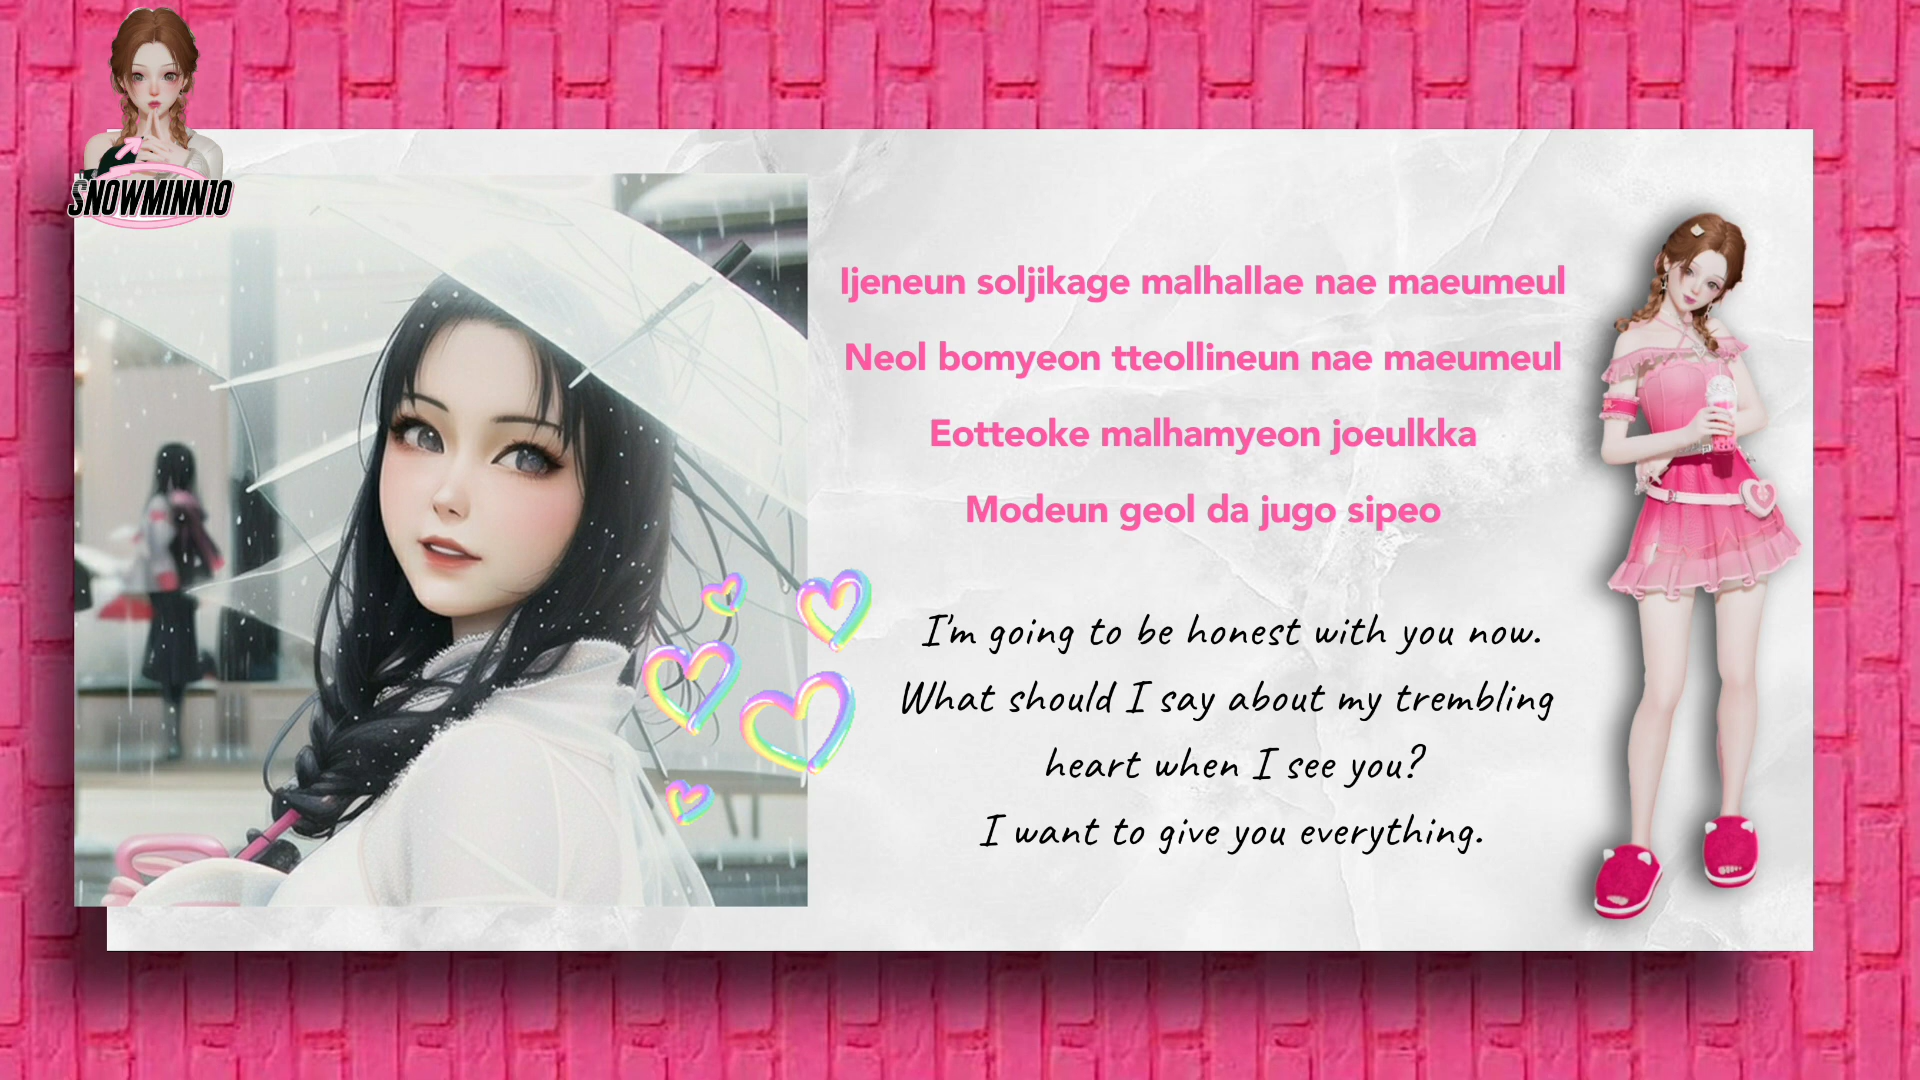 SNOWMINN10
Ijeneun soljikage malhallae nae maeumeul
Neol bomyeon tteollineun nae maeumeul
Eotteoke malhamyeon joeulkka
Modeun geol da jugo sipeo
I'm going to be honest with you now.
What should I say about my trembling
heart when I see you?
I want to give you everything.